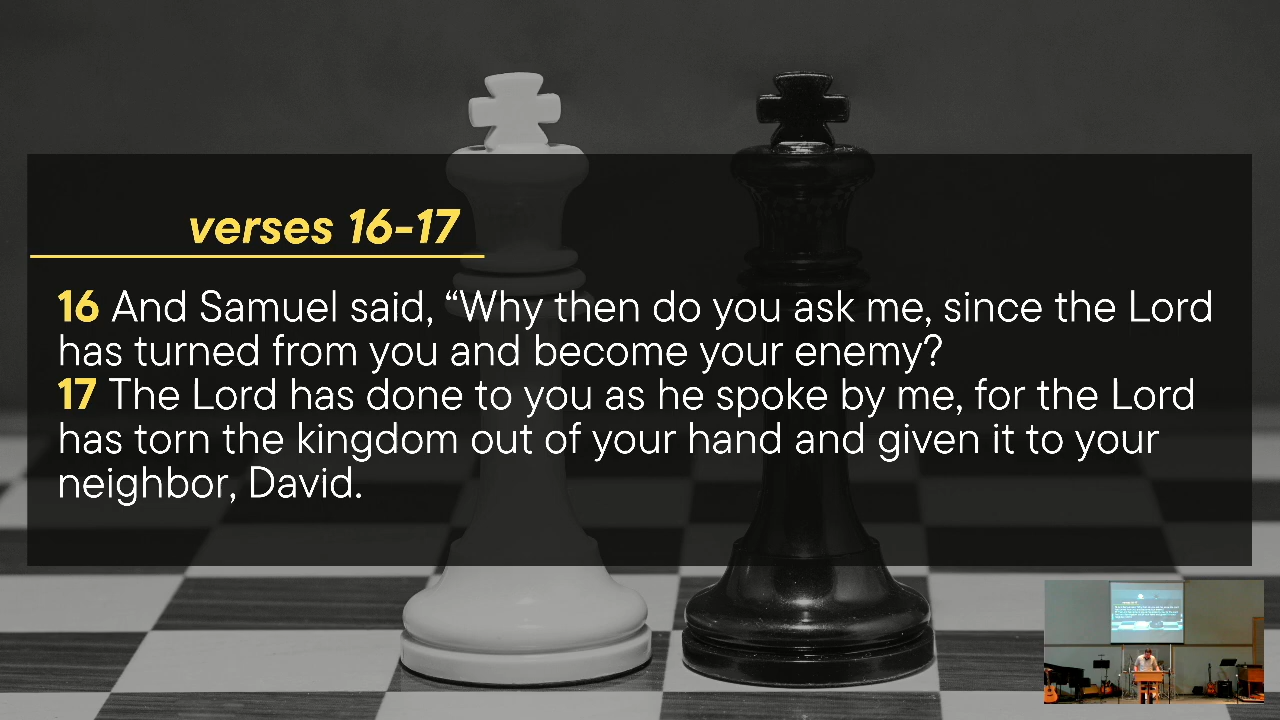 verses 16-17
16 And Samuel said, “Why then do you ask me, since the Lord
has turned from you and become your enemy?
17 The Lord has done to you as he spoke by me, for the Lord
has torn the kingdom out of your hand and given it to your
neighbor, David.